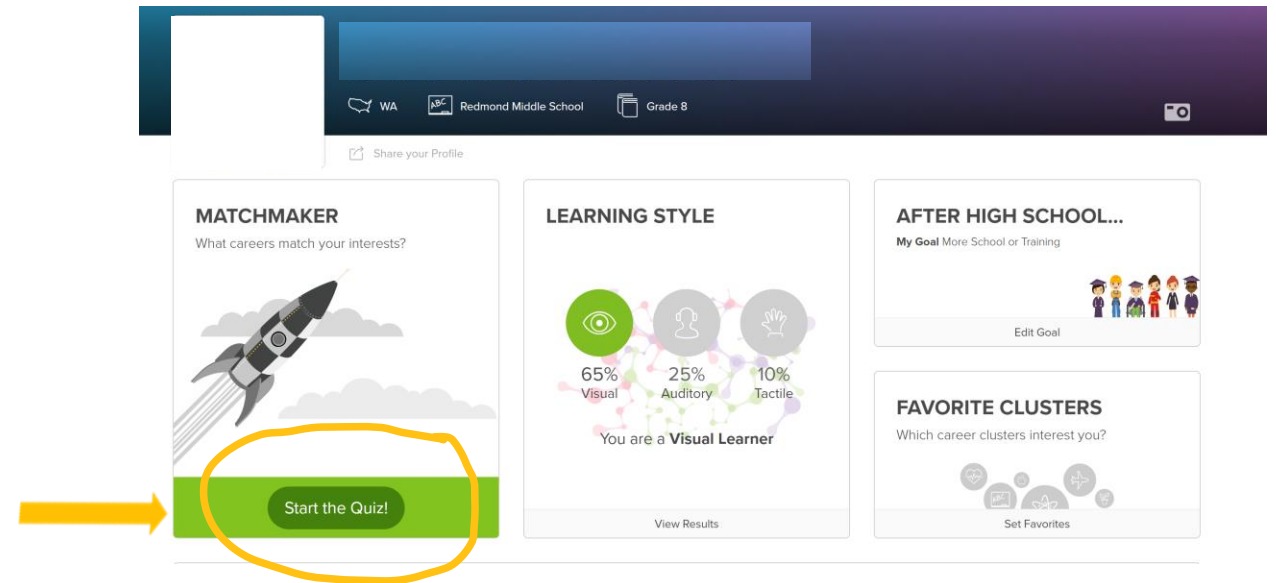 WA
ABC
Redmond Middle School
Grade 8
Share your Profile
MATCHMAKER
What careers match your interests?
Start the Quiz!
LEARNING STYLE
65%
Visual
25%
Auditory
10%
Tactile
You are a Visual Learner
View Results
AFTER HIGH SCHOOL...
My Goal More School or Training
Edit Goal
FAVORITE CLUSTERS
Which career clusters interest you?
ABC
Set Favorites